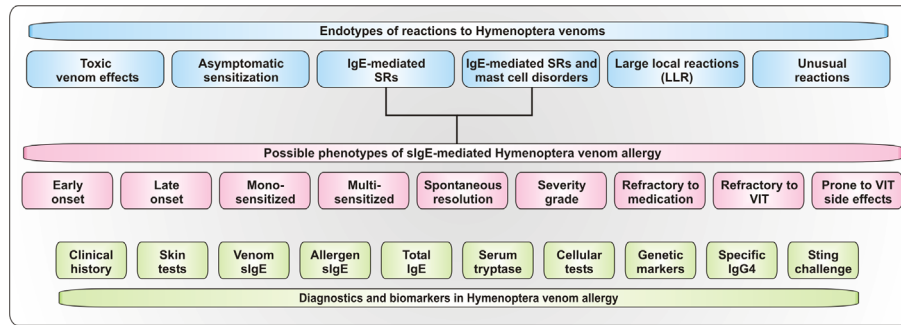 Endotypes of reactions to Hymenoptera venoms
Toxic
venom effects
Asymptomatic
sensitization
IgE-mediated
SRs
IgE-mediated SRs and
mast cell disorders
Large local reactions
(LLR)
Unusual
reactions
Possible phenotypes of sIgE-mediated Hymenoptera venom allergy
Early
onset
Late
onset
Mono-
sensitized
Multi-
sensitized
Spontaneous
resolution
Severity
grade
Refractory to
medication
Refractory to
VIT
Prone to VIT
side effects
Clinical
history
Skin
tests
Venom
sIgE
Allergen
sIgE
Total
IgE
Serum
tryptase
Cellular
tests
Genetic
markers
Specific
IgG4
Sting
challenge
Diagnostics and biomarkers in Hymenoptera venom allergy